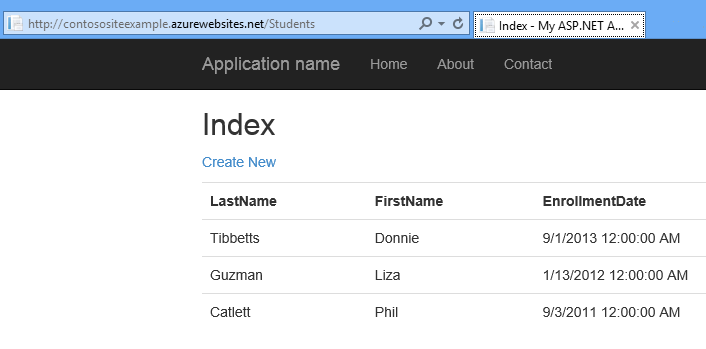 http://contosositeexample.azurewebsites.net/Students
Index - My ASP.NET A...
Application name Home About Contact
Index
Create New
LastName FirstName EnrollmentDate
Tibbetts Donnie 9/1/2013 12:00:00 AM
Guzman Liza 1/13/2012 12:00:00 AM
Catlett Phil 9/3/2011 12:00:00 AM